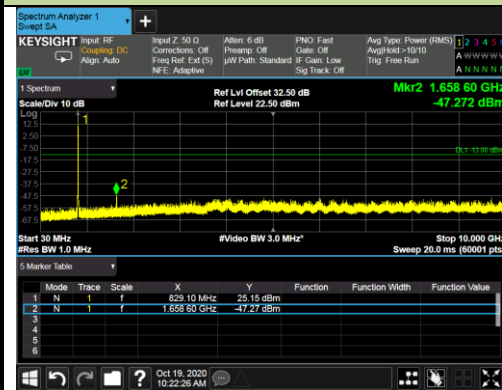 Spectrum Analyzer 1
Swept SA
KEYSIGHT Input: RF Input Z: 50 Ω Atten: 6 dB PNO: Fast Avg Type: Power (RMS) 1 2 3 4 5
Coupling: DC Corrections: Off Preamp: Off Gate: Off Avg|Hold:>10/10
Align: Auto Freq Ref: Ext (S) µW Path: Standard IF Gain: Low Trig: Free Run
NFE: Adaptive Sig Track: Off
1 Spectrum Mkr2 1.658 60 GHz
Ref Lvl Offset 32.50 dB
Scale/Div 10 dB Ref Level 22.50 dBm -47.272 dBm
Log
12.5
2.50
-7.50
DL1 -13.00 dBm
-17.5
-27.5
-37.5
-47.5
-57.5
-67.5
1
2
Start 30 MHz #Video BW 3.0 MHz* Stop 10.000 GHz
#Res BW 1.0 MHz Sweep 20.0 ms (60001 pts)
5 Marker Table
Mode Trace Scale X Y Function Function Width Function Value
1 N 1 f 829.10 MHz 25.15 dBm
2 N 1 f 1.658 60 GHz -47.27 dBm
3
4
5
6
? Oct 19, 2020
10:22:26 AM